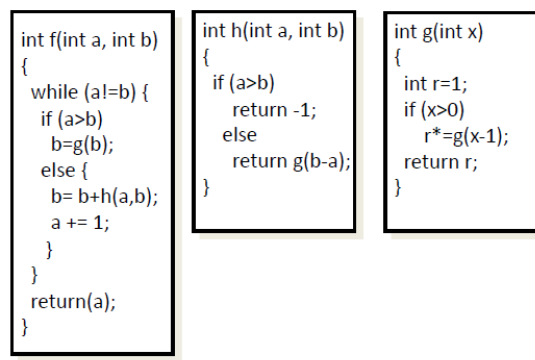 int f(int a, int b)
{
while (a!=b) {
if (a>b)
b=g(b);
else {
b= b+h(a,b);
a += 1;
}
}
return(a);
}
int h(int a, int b)
{
if (a>b)
return -1;
else
return g(b-a);
}
int g(int x)
{
int r=1;
if (x>0)
r*=g(x-1);
return r;
}